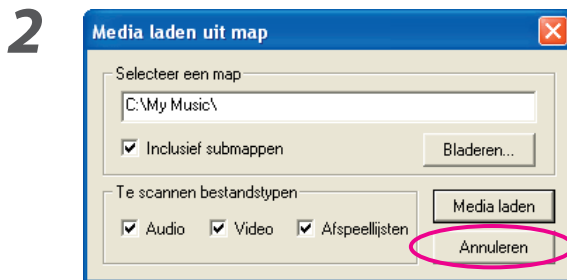 2
Media laden uit map
Selecteer een map
C:\My Music\
Inclusief submappen
Bladeren...
Te scannen bestandstypen
Audio Video Afspeellijsten
Media laden
Annuleren